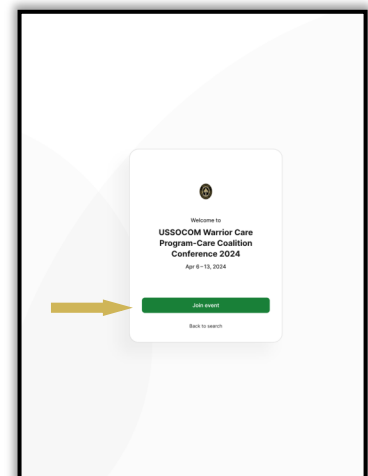 Welcome to
USSOCOM Warrior Care
Program-Care Coalition
Conference 2024
Apr 6–13, 2024
Join event
Back to search